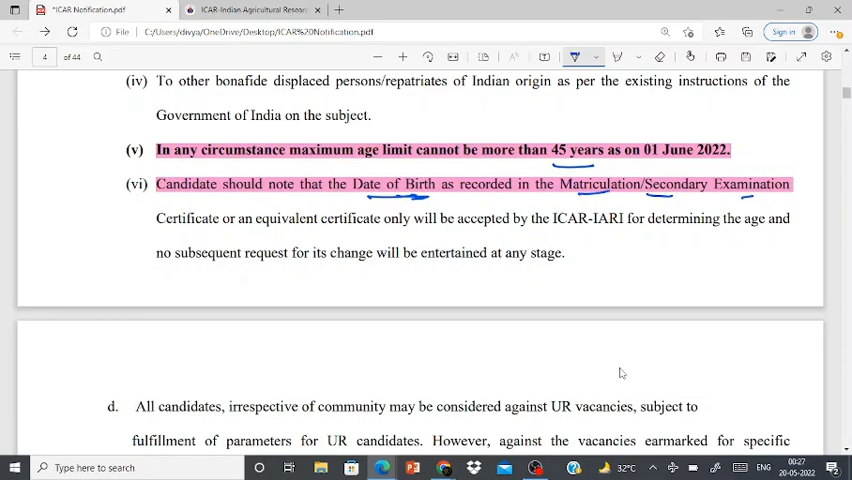 *ICAR Notification.pdf
ICAR-Indian Agricultural Resear
File
C:/Users/divya/OneDrive/Desktop/ICAR%20Notification.pdf
Sign in
4
of 44
(iv) To other bonafide displaced persons/repatriates of Indian origin as per the existing instructions of the
Government of India on the subject.
(v) In any circumstance maximum age limit cannot be more than 45 years as on 01 June 2022.
(vi) Candidate should note that the Date of Birth as recorded in the Matriculation/Secondary Examination
Certificate or an equivalent certificate only will be accepted by the ICAR-IARI for determining the age and
no subsequent request for its change will be entertained at any stage.
d. All candidates, irrespective of community may be considered against UR vacancies, subject to
fulfillment of parameters for UR candidates. However, against the vacancies earmarked for specific
Type here to search
32°C
ENG
00:27
20-05-2022
2